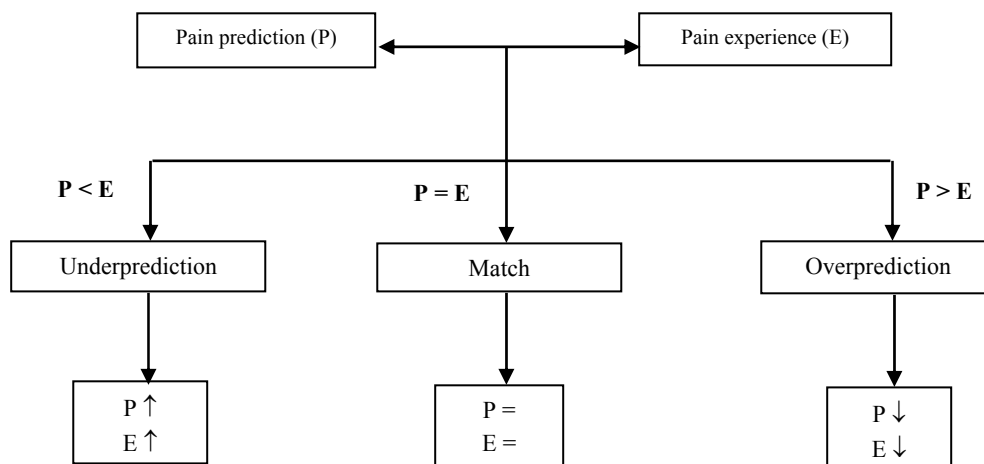 Pain prediction (P)
Pain experience (E)
P < E
P = E
P > E
Underprediction
Match
Overprediction
P ↑
E ↑
P =
E =
P ↓
E ↓